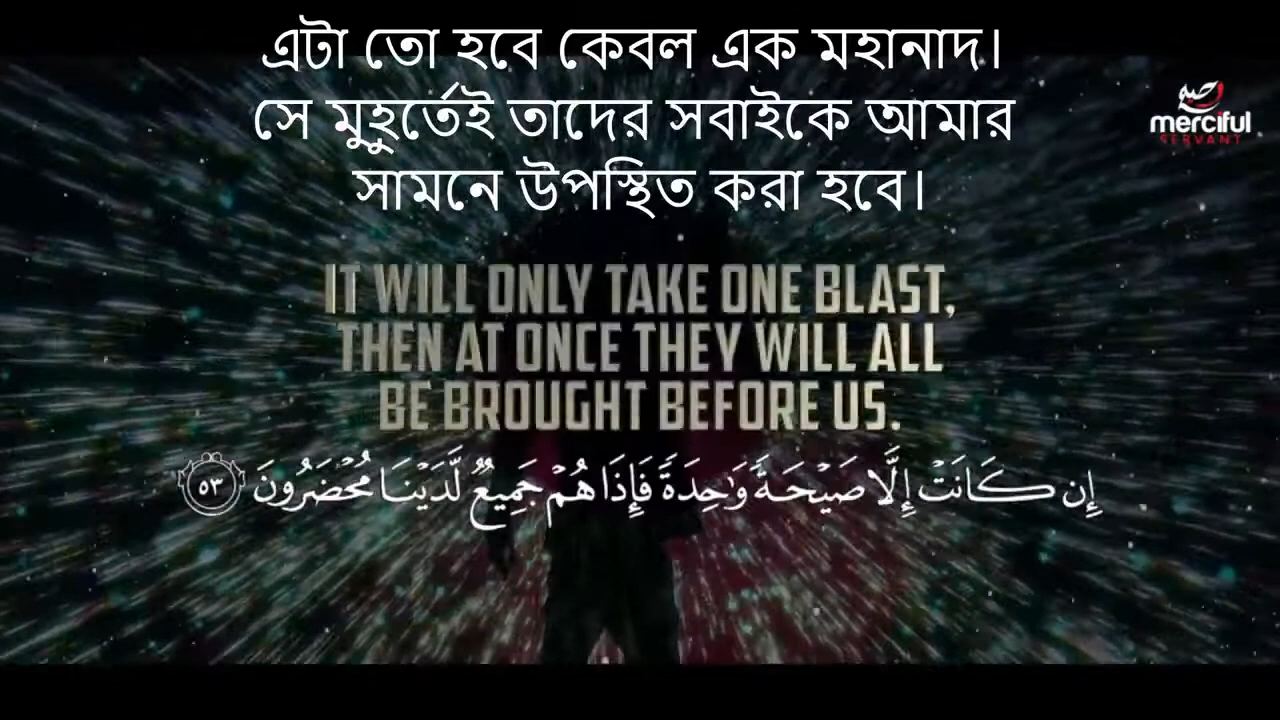 এটা তো হবে কেবল এক মহানাদ।
সে মুহূর্তেই তাদের সবাইকে আমার
সামনে উপস্থিত করা হবে।
merciful
SERVANT
IT WILL ONLY TAKE ONE BLAST,
THEN AT ONCE THEY WILL ALL
BE BROUGHT BEFORE US.
إِن كَانَتْ إِلَّا صَيْحَةً وَٰحِدَةً فَإِذَا هُمْ جَمِيعٌ لَّدَيْنَا مُحْضَرُونَ ٥٣